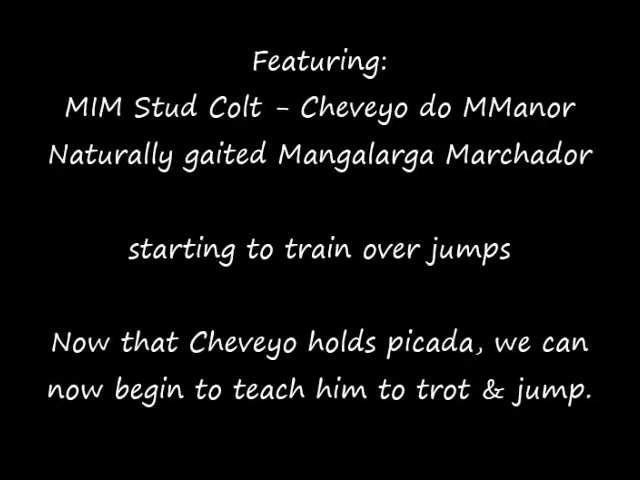 Featuring:
MIM Stud Colt - Cheveyo do MManor
Naturally gaited Mangalarga Marchador
starting to train over jumps
Now that Cheveyo holds picada, we can
now begin to teach him to trot & jump.